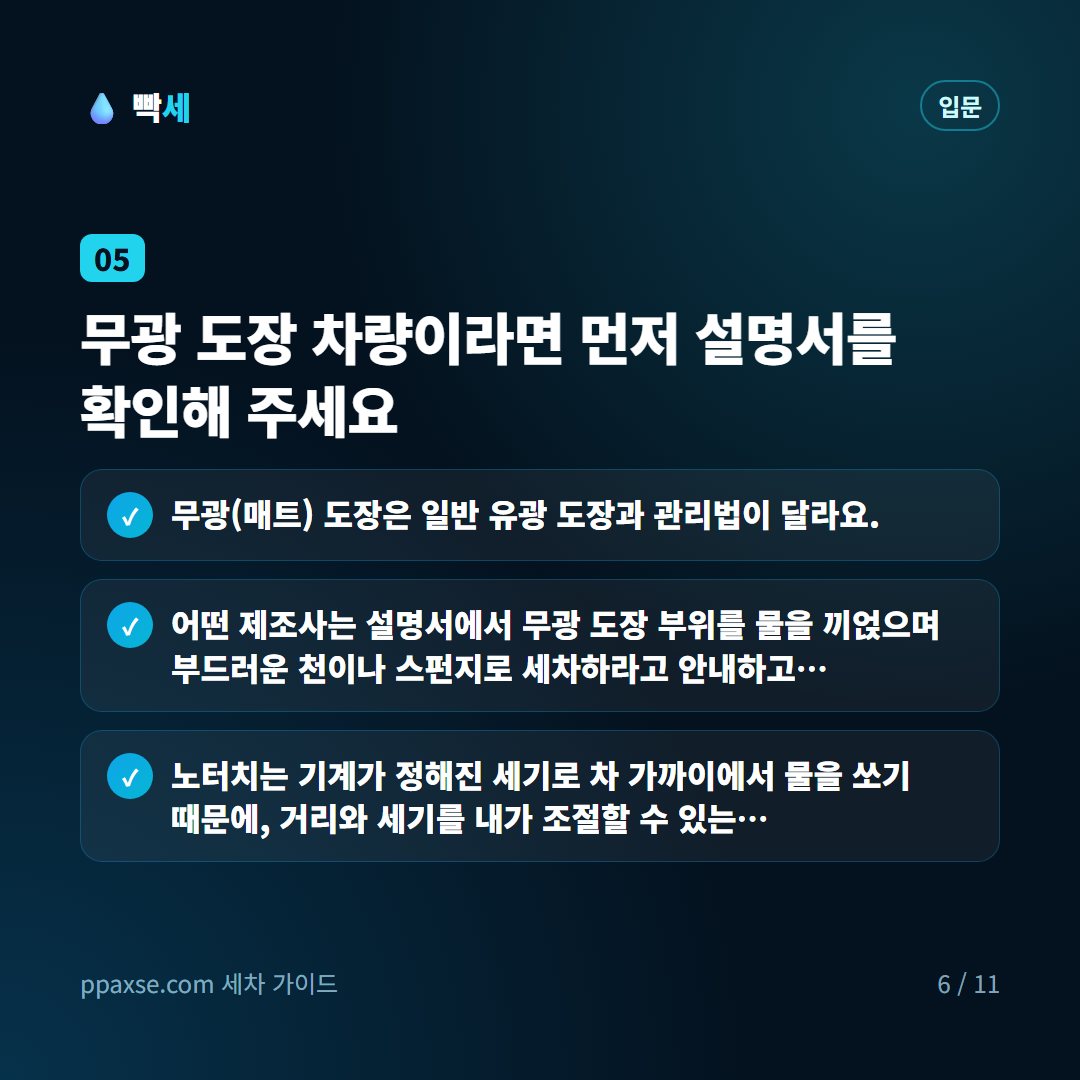 빡세
입문
05
무광 도장 차량이라면 먼저 설명서를
확인해 주세요
무광(매트) 도장은 일반 유광 도장과 관리법이 달라요.
어떤 제조사는 설명서에서 무광 도장 부위를 물을 끼얹으며
부드러운 천이나 스펀지로 세차하라고 안내하고…
노터치는 기계가 정해진 세기로 차 가까이에서 물을 쏘기
때문에, 거리와 세기를 내가 조절할 수 있는…
ppaxse.com 세차 가이드
6 / 11